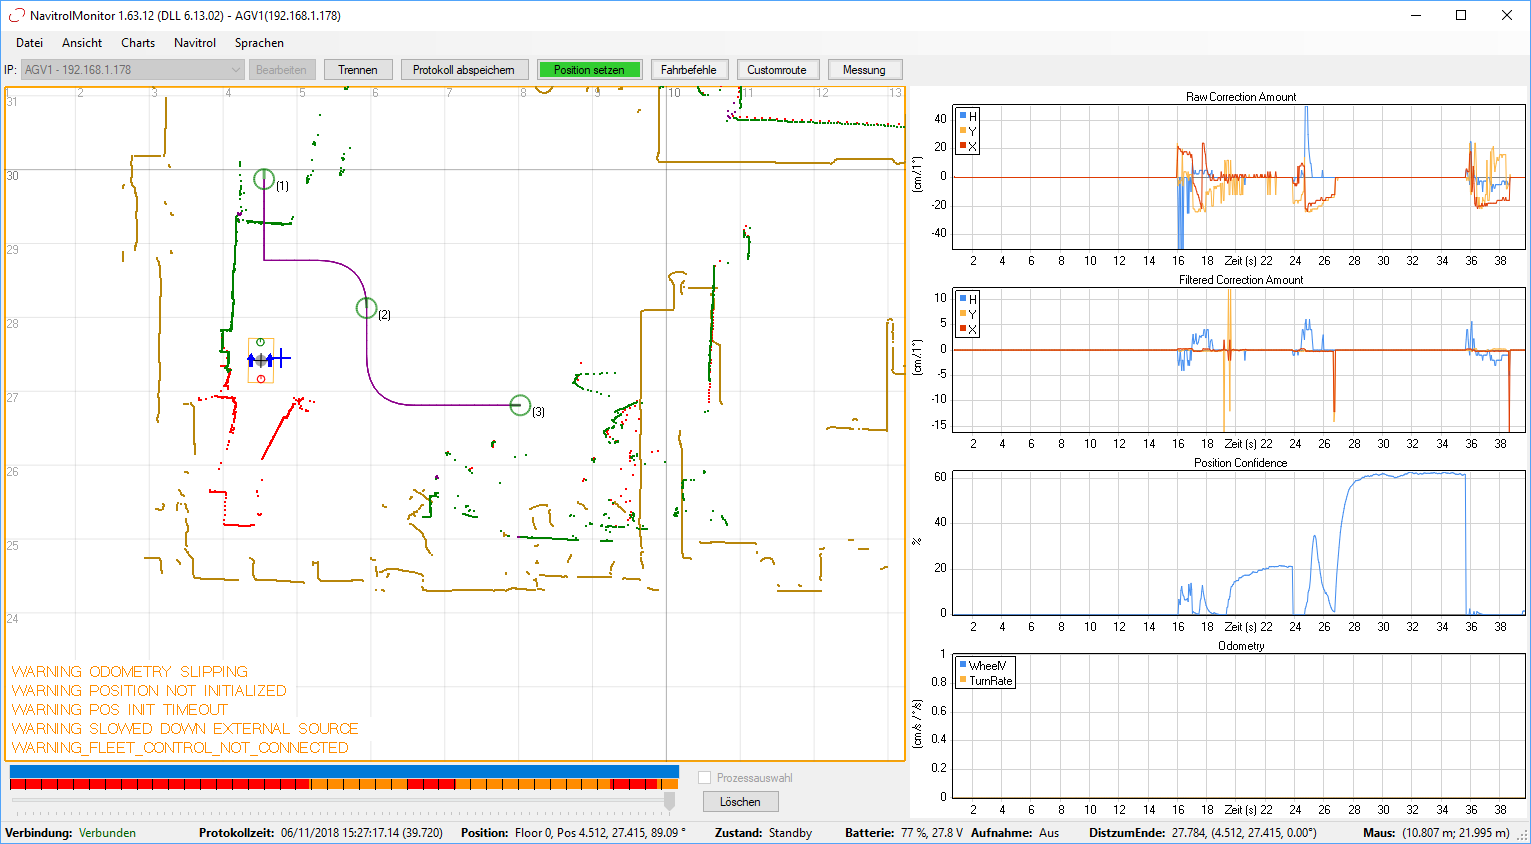 NavitrolMonitor 1.63.12 (DLL 6.13.02) - AGV1(192.168.1.178)
Datei Ansicht Charts Navitrol Sprachen
IP: AGV1 - 192.168.1.178 Bearbeiten Trennen Protokoll abspeichern Position setzen Fahrbefehle Customroute Messung
31 2 3 4 5 6 7 8 9 10 11 12 13
30
29
28
27
26
25
24
(1)
(2)
(3)
WARNING ODOMETRY SLIPPING
WARNING POSITION NOT INITIALIZED
WARNING POS INIT TIMEOUT
WARNING SLOWED DOWN EXTERNAL SOURCE
WARNING_FLEET_CONTROL_NOT_CONNECTED
Prozessauswahl
Löschen
Raw Correction Amount
H
Y
X
40
20
0
-20
-40
(cm/1°)
2 4 6 8 10 12 14 16 18 Zeit (s) 22 24 26 28 30 32 34 36 38
Filtered Correction Amount
H
Y
X
10
5
0
-5
-10
-15
(cm/1°)
2 4 6 8 10 12 14 16 18 Zeit (s) 22 24 26 28 30 32 34 36 38
Position Confidence
60
40
20
0
%
2 4 6 8 10 12 14 16 18 Zeit (s) 22 24 26 28 30 32 34 36 38
Odometry
WheelV
TurnRate
1
0.8
0.6
0.4
0.2
0
(cm/s /°/s)
2 4 6 8 10 12 14 16 18 Zeit (s) 22 24 26 28 30 32 34 36 38
Verbindung: Verbunden Protokollzeit: 06/11/2018 15:27:17.14 (39.720) Position: Floor 0, Pos 4.512, 27.415, 89.09 ° Zustand: Standby Batterie: 77 %, 27.8 V Aufnahme: Aus DistzumEnde: 27.784, (4.512, 27.415, 0.00°) Maus: (10.807 m; 21.995 m)